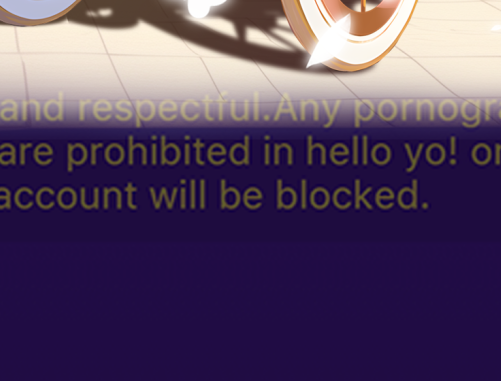 and respectful.Any pornogra
are prohibited in hello yo! or
account will be blocked.